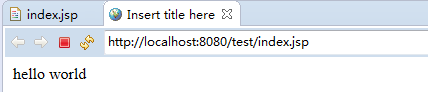 index.jsp Insert title here
http://localhost:8080/test/index.jsp
hello world